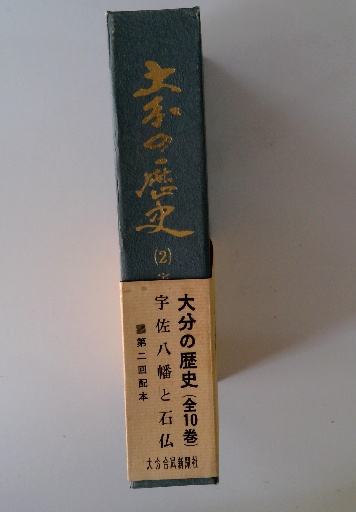 大分の歴史
(2)
大分の歴史(全10巻)
宇佐八幡と石仏
第二回配本
大分合同新聞社